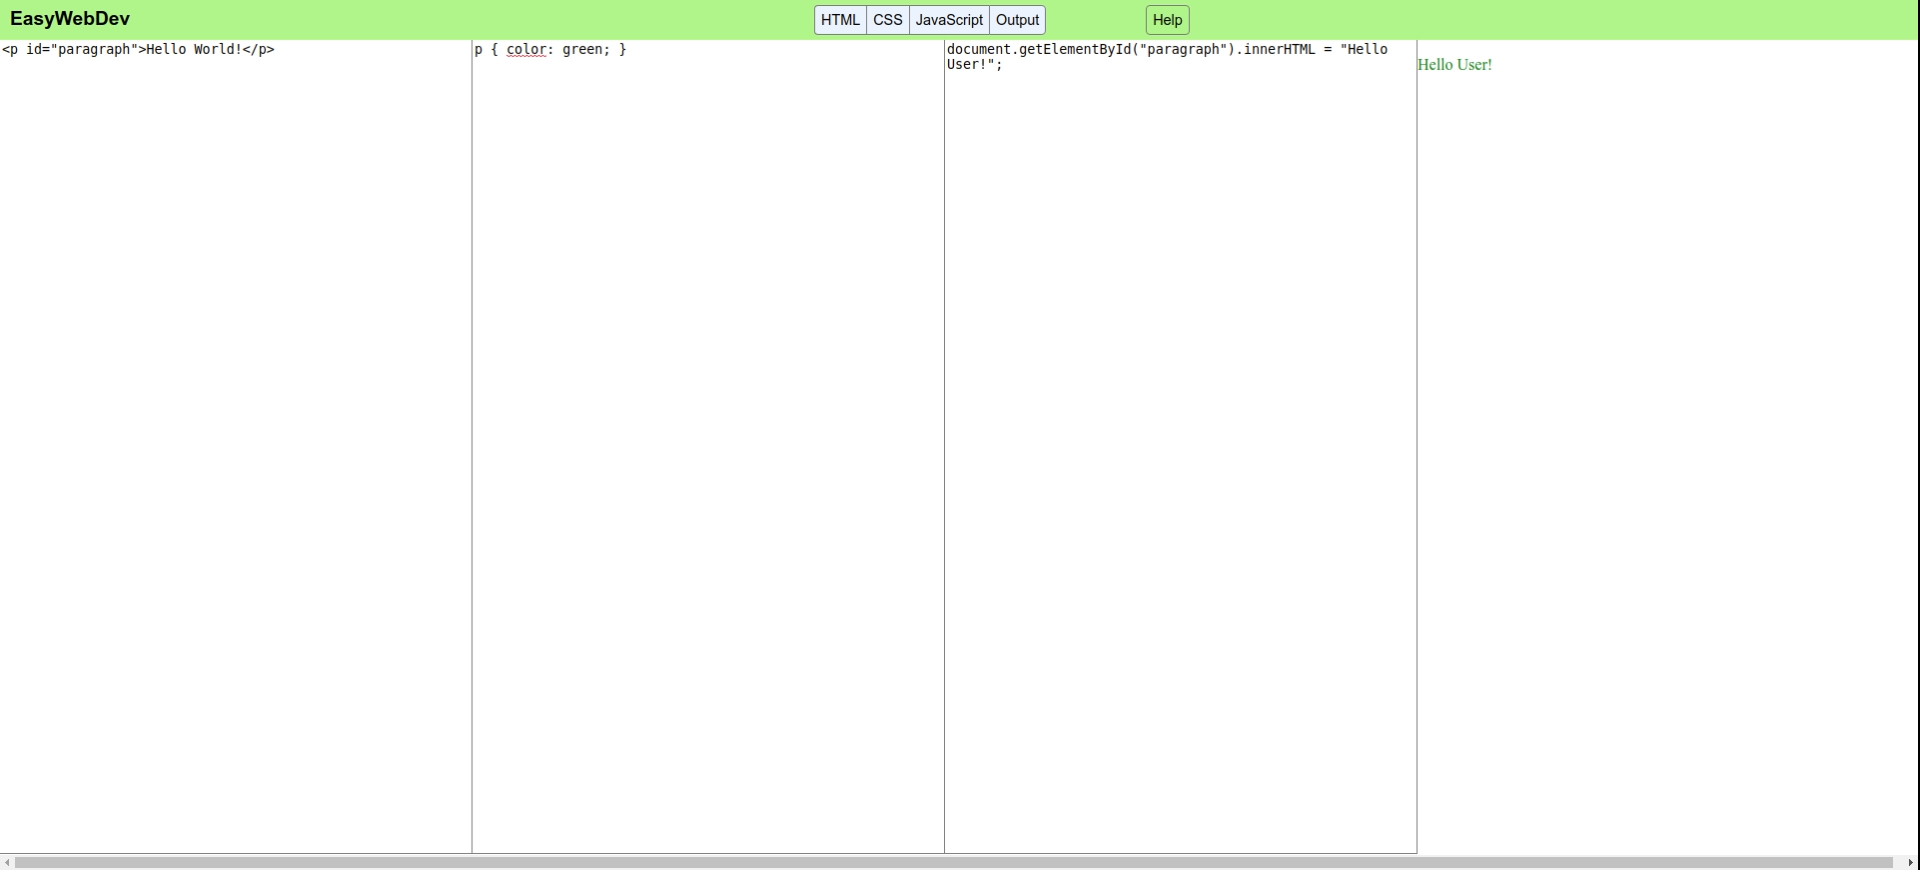 EasyWebDev
HTML CSS JavaScript Output
Help
<p id="paragraph">Hello World!</p>
p { color: green; }
document.getElementById("paragraph").innerHTML = "Hello
User!";
Hello User!